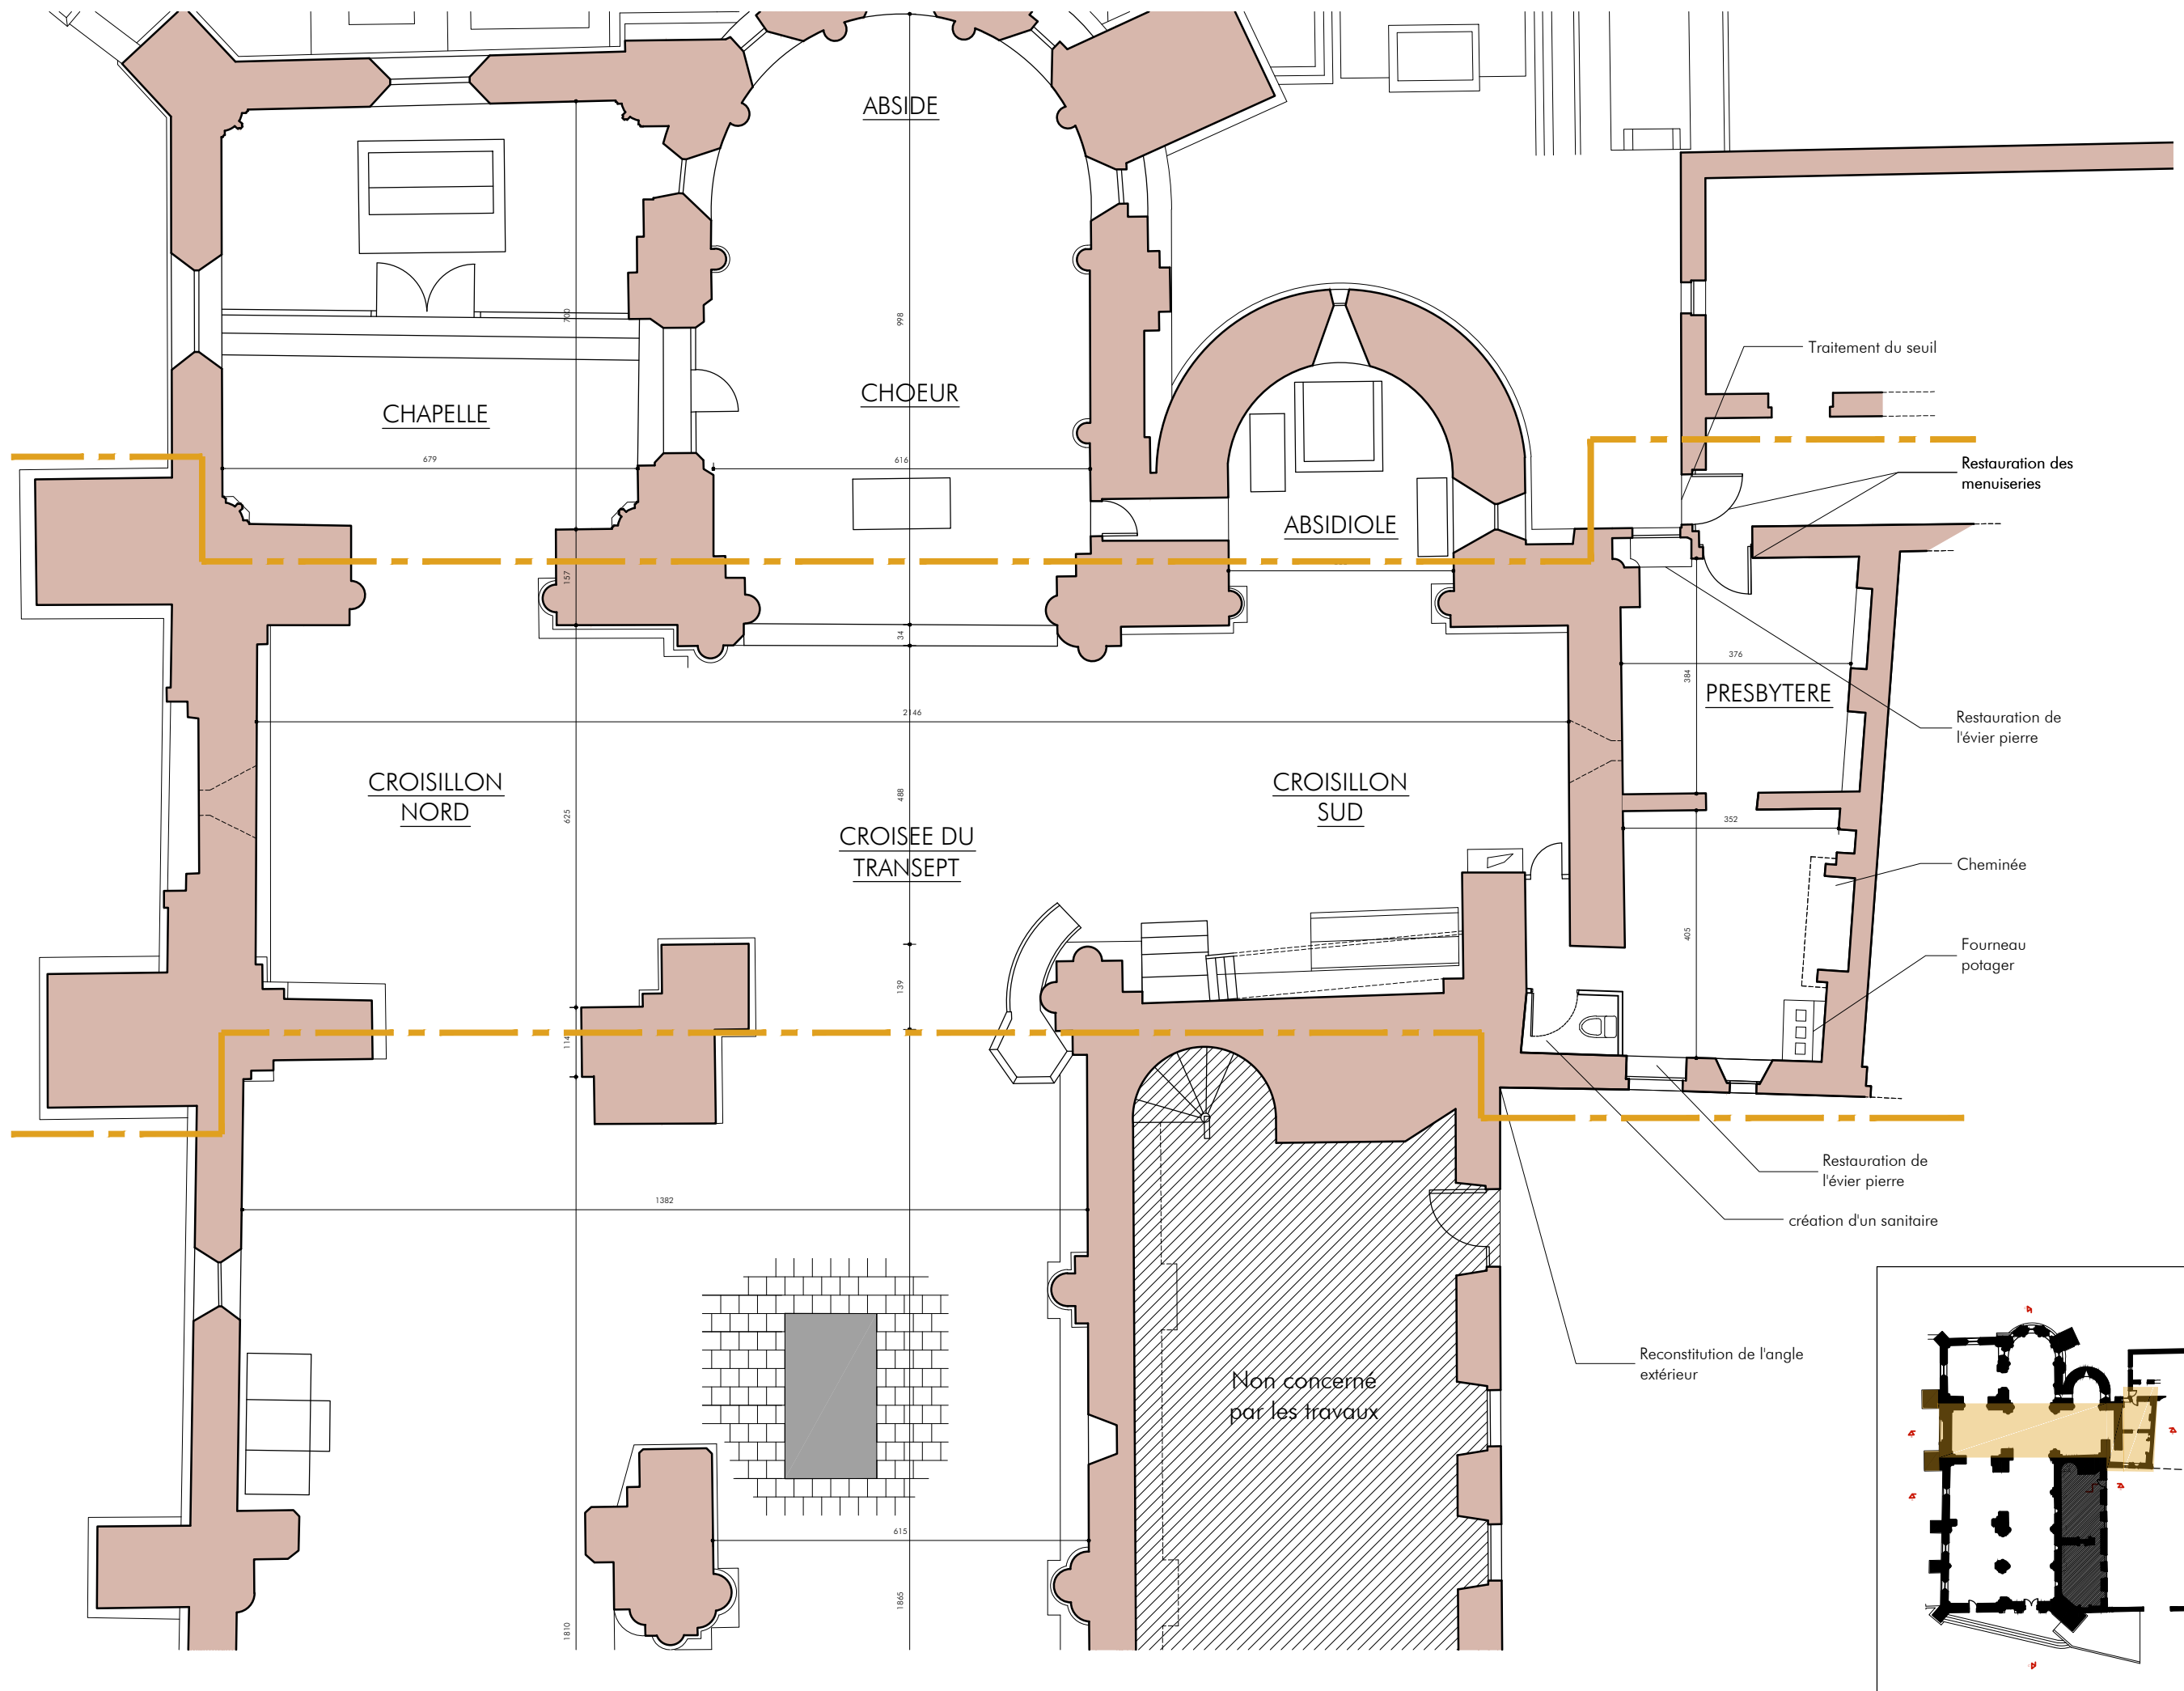 ABSIDE
700
998
Traitement du seuil
CHOEUR
CHAPELLE
679
616
Restauration des
menuiseries
ABSIDIOLE
157
34
376
384
PRESBYTERE
2146
Restauration de
l'évier pierre
CROISILLON
NORD
488
CROISILLON
SUD
625
352
CROISEE DU
TRANSEPT
Cheminée
405
Fourneau
potager
139
114
Restauration de
l'évier pierre
1382
création d'un sanitaire
Reconstitution de l'angle
extérieur
Non concerne
par les travaux
615
1865
1810